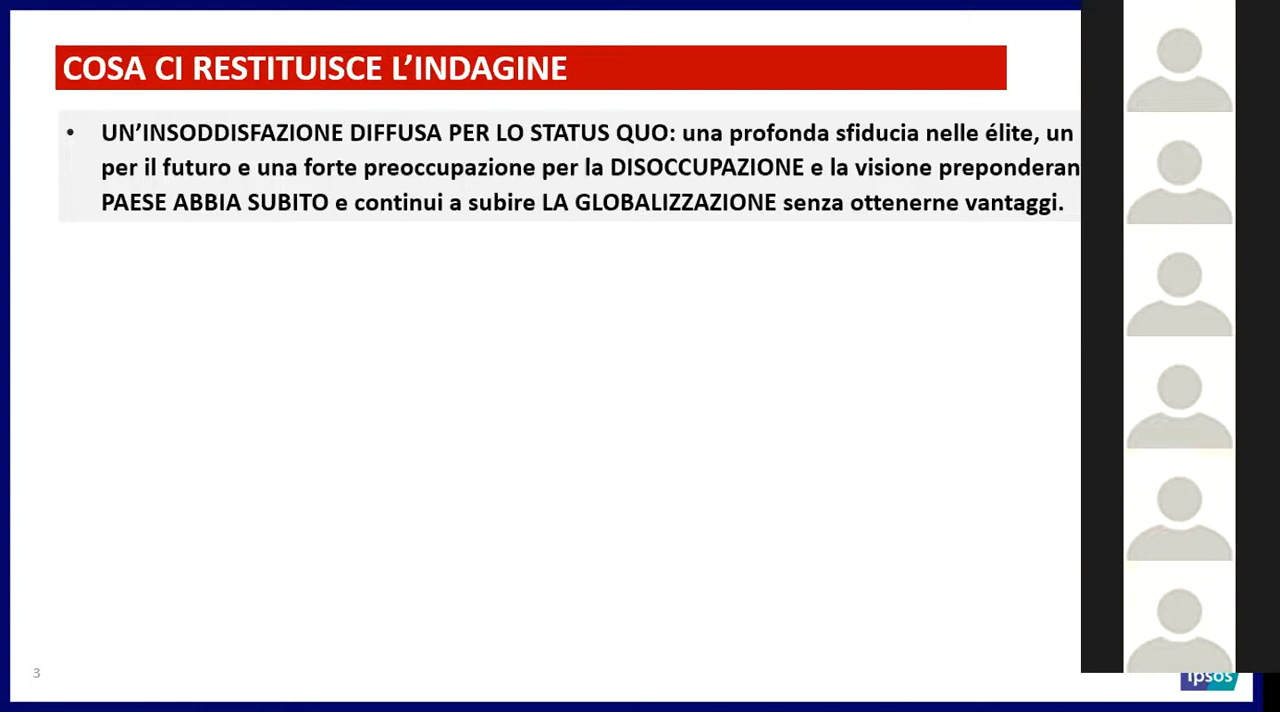 COSA CI RESTITUISCE L’INDAGINE
• UN’INSODDISFAZIONE DIFFUSA PER LO STATUS QUO: una profonda sfiducia nelle élite, un
per il futuro e una forte preoccupazione per la DISOCCUPAZIONE e la visione preponderan
PAESE ABBIA SUBITO e continui a subire LA GLOBALIZZAZIONE senza ottenerne vantaggi.
3
ipsos